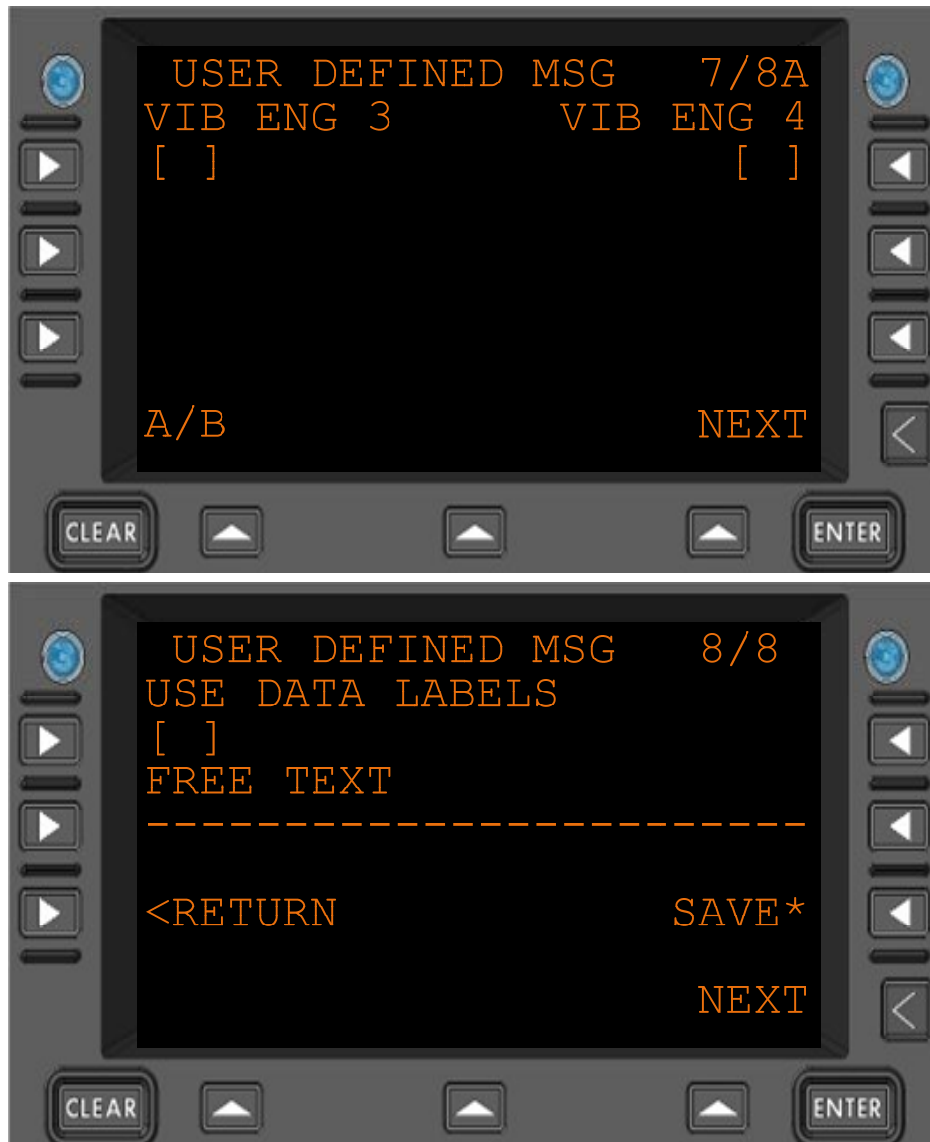 USER DEFINED MSG 7/8A
VIB ENG 3 VIB ENG 4
[ ] [ ]
A/B NEXT
CLEAR ENTER
USER DEFINED MSG 8/8
USE DATA LABELS
[ ]
FREE TEXT
------------------------
<RETURN SAVE*
NEXT
CLEAR ENTER